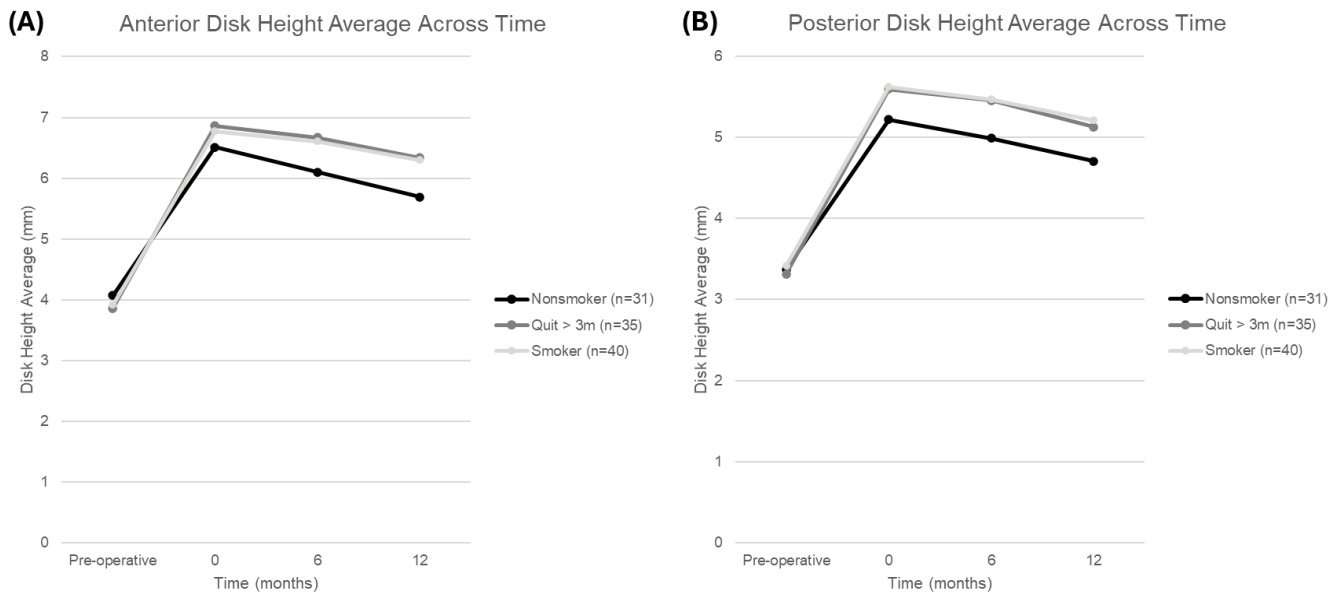 (A)
Anterior Disk Height Average Across Time
8
7
6
5
4
3
2
1
0
Disk Height Average (mm)
Pre-operative
0
6
12
Time (months)
Nonsmoker (n=31)
Quit > 3m (n=35)
Smoker (n=40)
(B)
Posterior Disk Height Average Across Time
6
5
4
3
2
1
0
Disk Height Average (mm)
Pre-operative
0
6
12
Time (months)
Nonsmoker (n=31)
Quit > 3m (n=35)
Smoker (n=40)